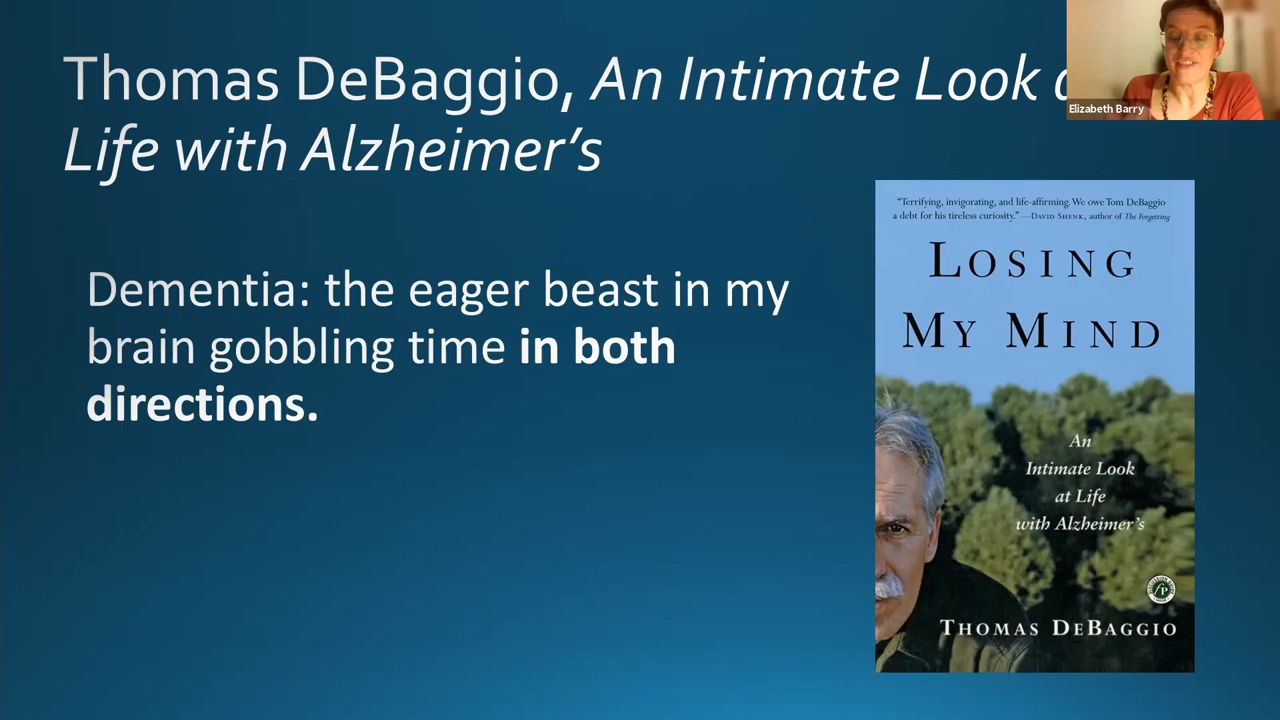 Thomas DeBaggio, An Intimate Look
Life with Alzheimer's
Elizabeth Barry
Dementia: the eager beast in my
brain gobbling time in both
directions.
"Terrifying, invigorating, and life-affirming. We owe Tom DeBaggio
a debt for his tireless curiosity." —David Shenk, author of The Forgetting
Losing
My Mind
An
Intimate Look
at Life
with Alzheimer's
fP
Thomas DeBaggio